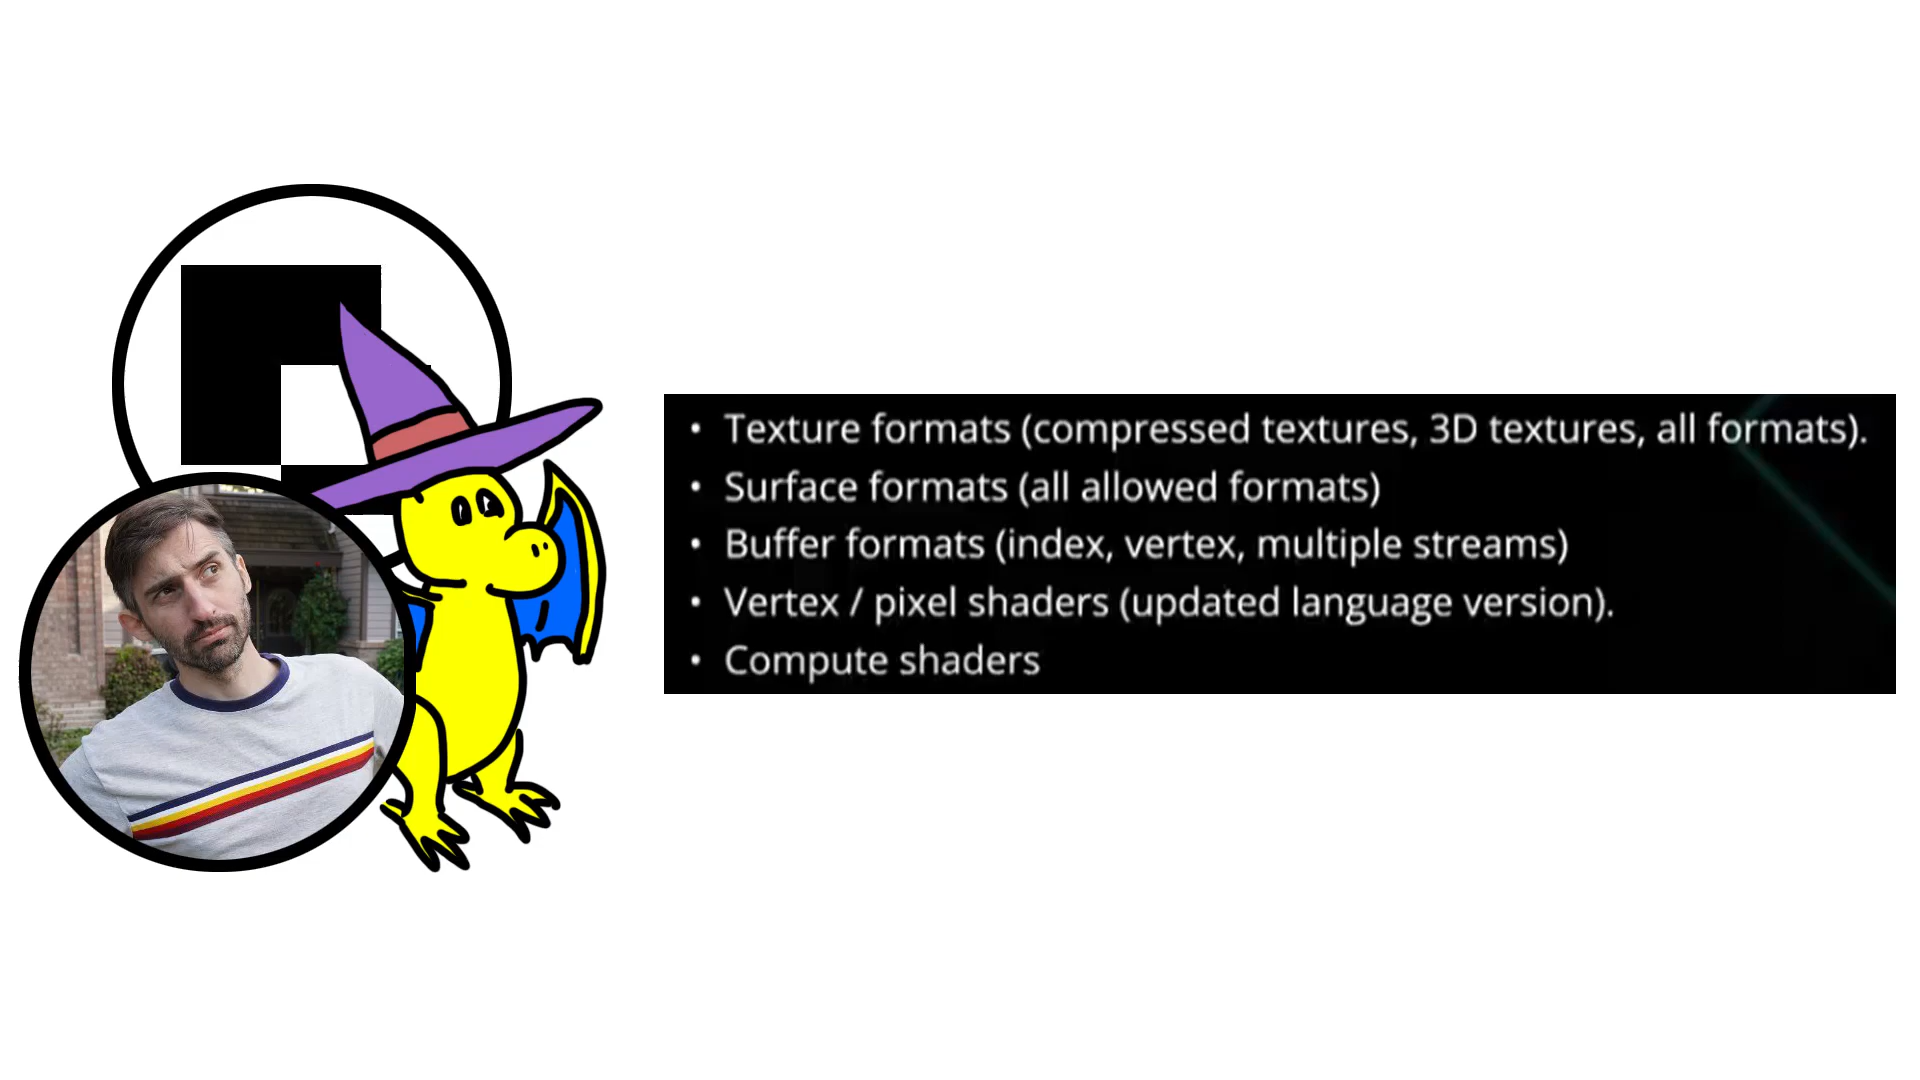 • Texture formats (compressed textures, 3D textures, all formats).
• Surface formats (all allowed formats)
• Buffer formats (index, vertex, multiple streams)
• Vertex / pixel shaders (updated language version).
• Compute shaders